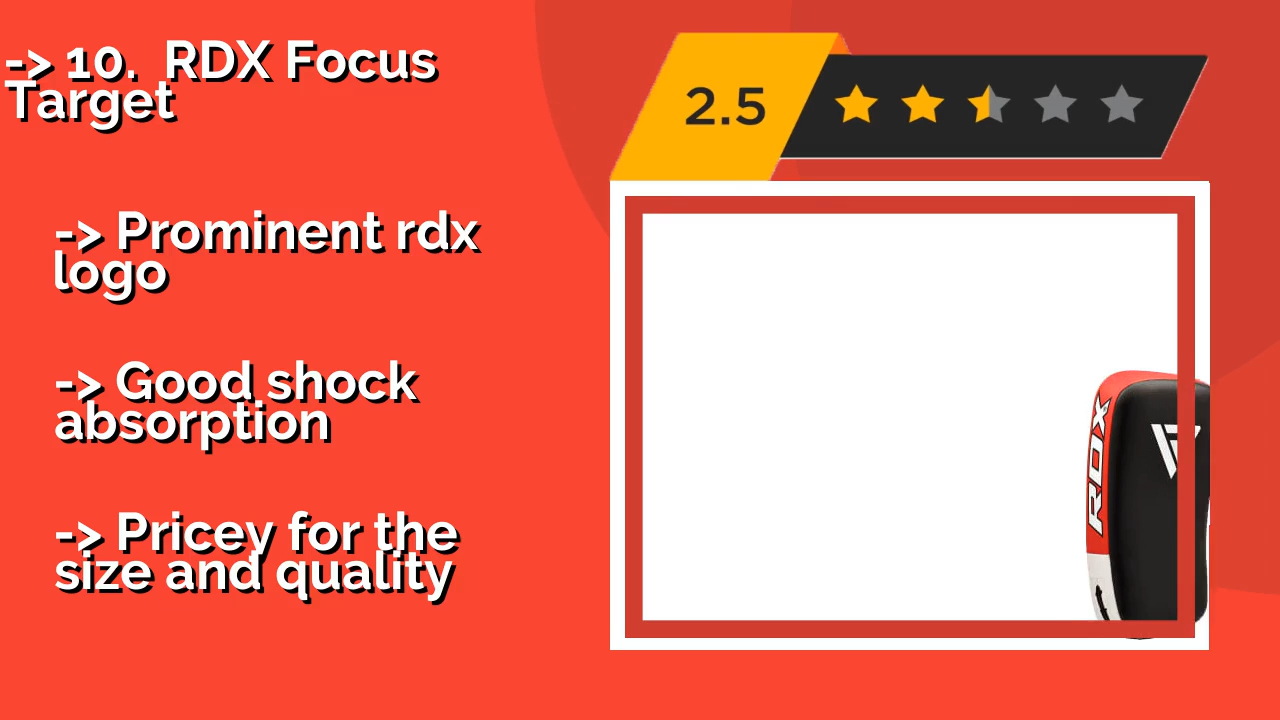 -> 10.  RDX Focus
Target
2.5
-> Prominent rdx
logo
-> Good shock
absorption
-> Pricey for the
size and quality
RDX